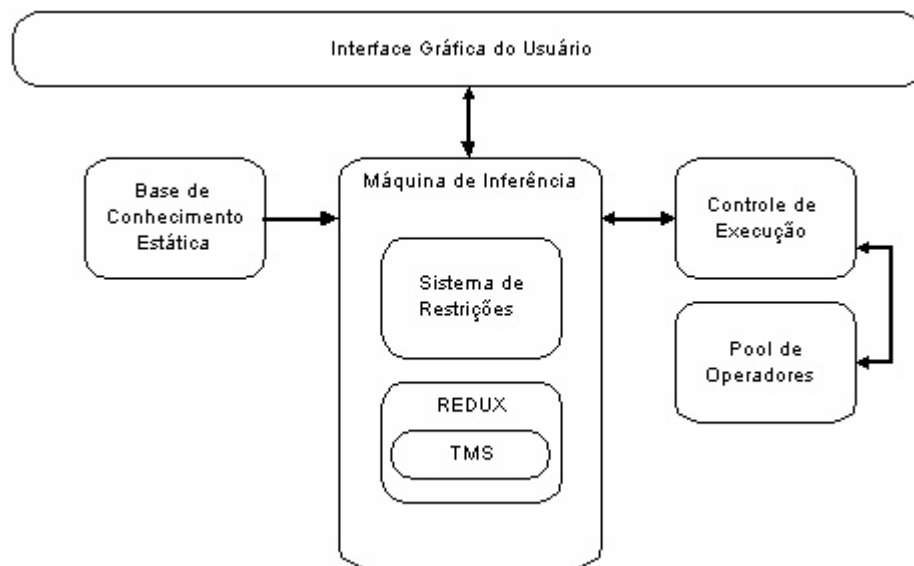 Interface Gráfica do Usuário
Base de
Conhecimento
Estática
Máquina de Inferência
Sistema de
Restrições
REDUX
TMS
Controle de
Execução
Pool de
Operadores